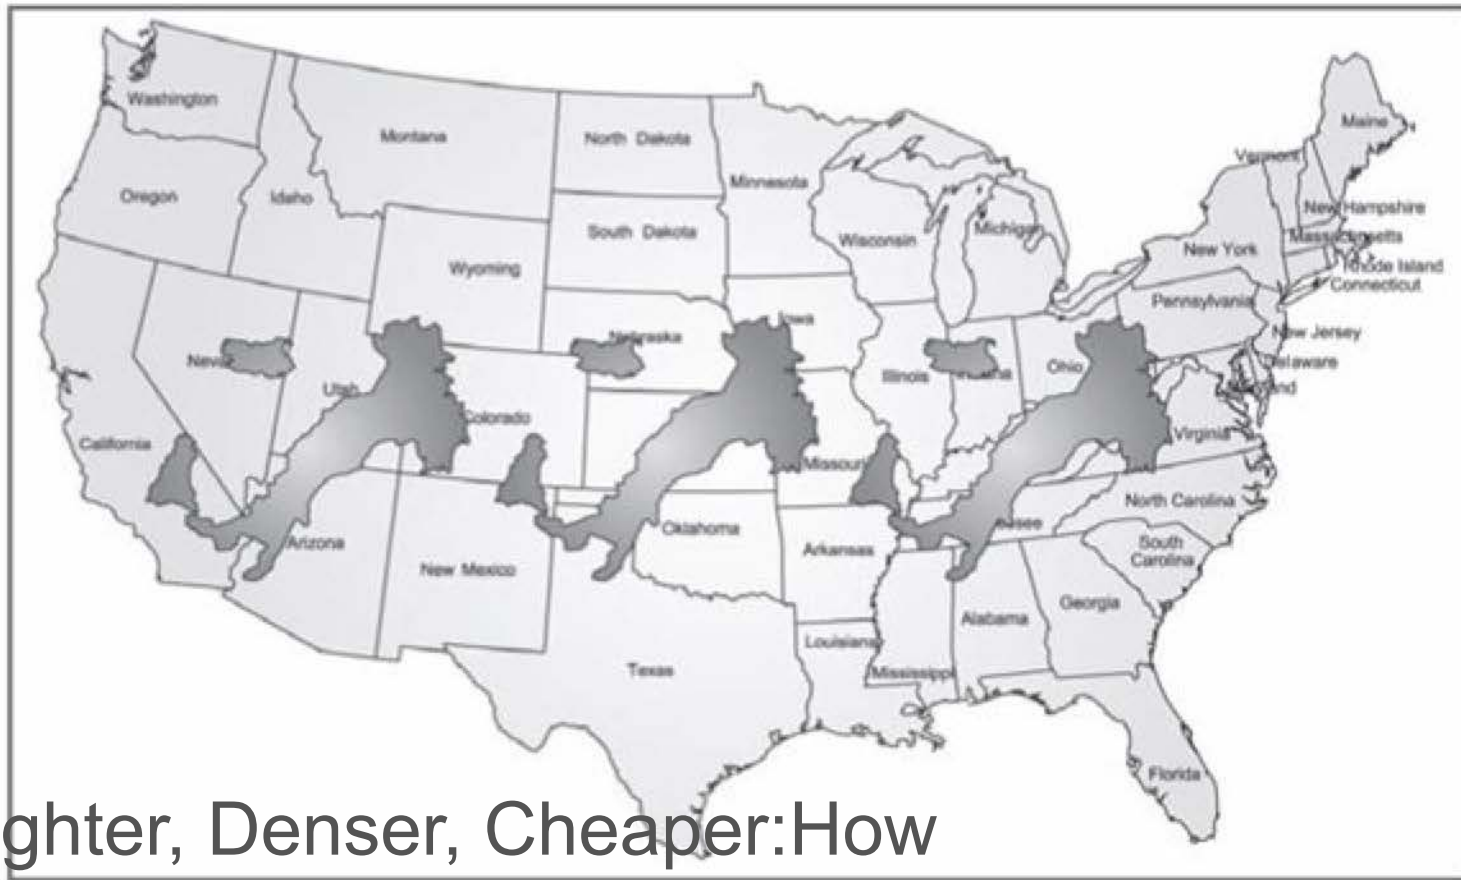 Washington
Montana
North Dakota
Minnesota
Maine
Vermont
Oregon
Idaho
South Dakota
Wisconsin
Michigan
New York
New Hampshire
Massachusetts
Rhode Island
Connecticut
Wyoming
Pennsylvania
New Jersey
Delaware
Nebraska
Iowa
Utah
Illinois
Ohio
Colorado
California
Missouri
Virginia
North Carolina
Arizona
New Mexico
Oklahoma
Arkansas
South
Carolina
Texas
Louisiana
Mississippi
Alabama
Georgia
Florida
ghter, Denser, Cheaper:How